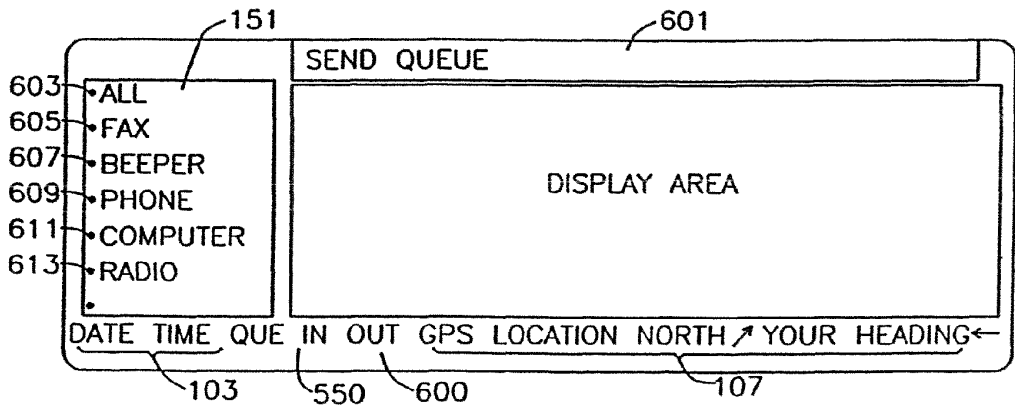 151
601
SEND QUEUE
603 •ALL
605 •FAX
607 •BEEPER
609 •PHONE
611 •COMPUTER
613 •RADIO
•
DISPLAY AREA
DATE TIME QUE IN OUT GPS LOCATION NORTH↗YOUR HEADING←
103
550
600
107